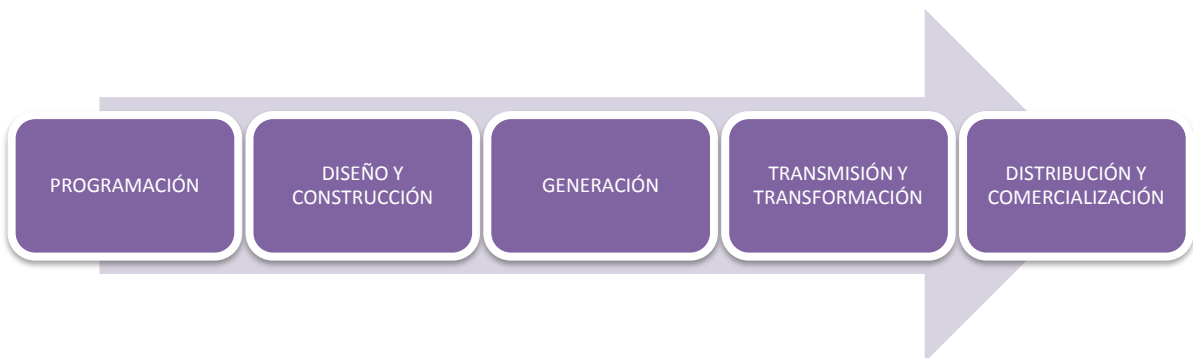 PROGRAMACIÓN
DISEÑO Y
CONSTRUCCIÓN
GENERACIÓN
TRANSMISIÓN Y
TRANSFORMACIÓN
DISTRIBUCIÓN Y
COMERCIALIZACIÓN